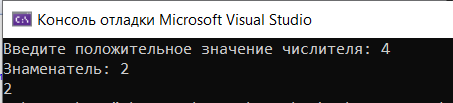 Консоль отладки Microsoft Visual Studio
Введите положительное значение числителя: 4
Знаменатель: 2
2